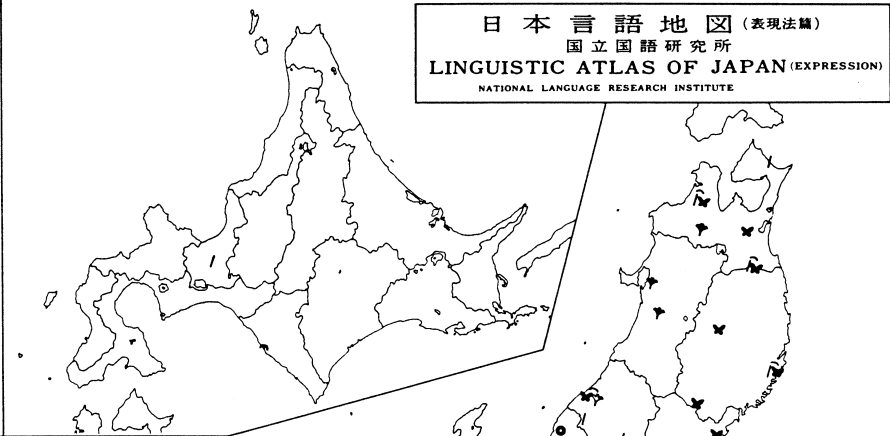 日本言語地図(表現法篇)
国立国語研究所
LINGUISTIC ATLAS OF JAPAN (EXPRESSION)
NATIONAL LANGUAGE RESEARCH INSTITUTE